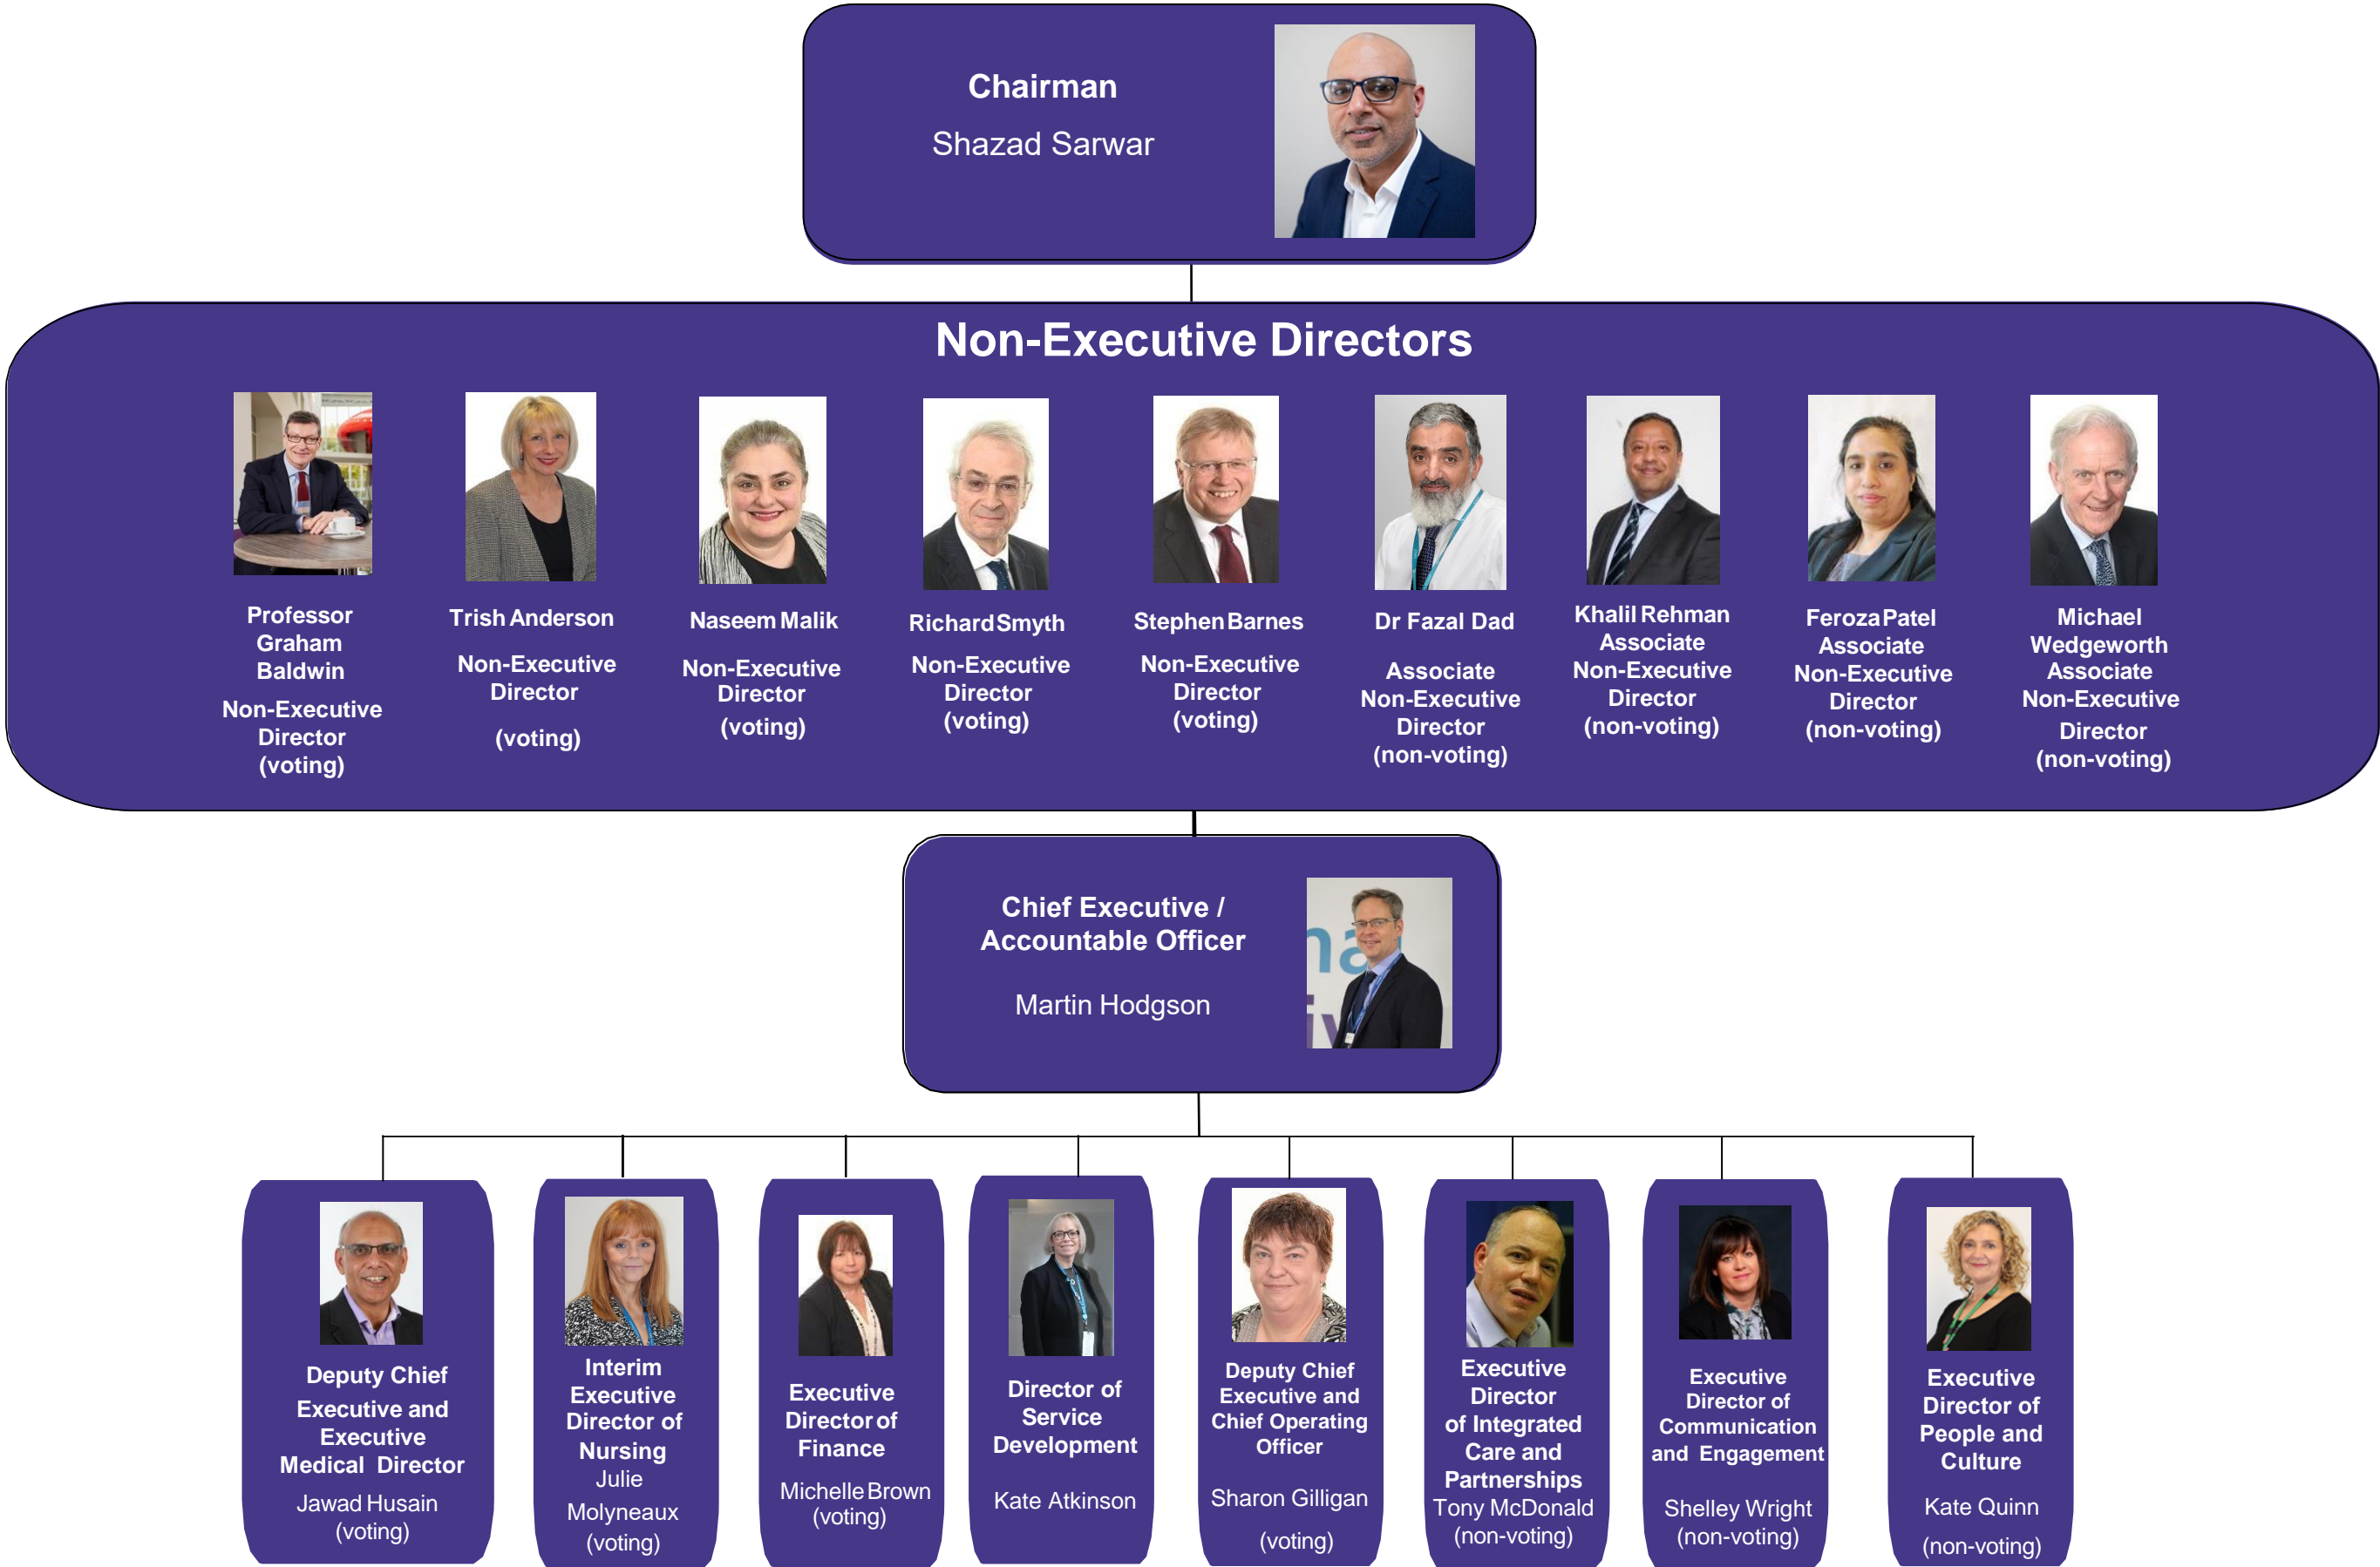 Chairman
Shazad Sarwar
Non-Executive Directors
Professor
Graham
Baldwin
Non-Executive
Director
(voting)
Trish Anderson
Non-Executive
Director
(voting)
Naseem Malik
Non-Executive
Director
(voting)
Richard Smyth
Non-Executive
Director
(voting)
Stephen Barnes
Non-Executive
Director
(voting)
Dr Fazal Dad
Associate
Non-Executive
Director
(non-voting)
Khalil Rehman
Associate
Non-Executive
Director
(non-voting)
Feroza Patel
Associate
Non-Executive
Director
(non-voting)
Michael
Wedgeworth
Associate
Non-Executive
Director
(non-voting)
Chief Executive /
Accountable Officer
Martin Hodgson
Deputy Chief
Executive and
Executive
Medical Director
Jawad Husain
(voting)
Interim
Executive
Director of
Nursing
Julie
Molyneaux
(voting)
Executive
Director of
Finance
Michelle Brown
(voting)
Director of
Service
Development
Kate Atkinson
Deputy Chief
Executive and
Chief Operating
Officer
Sharon Gilligan
(voting)
Executive
Director
of Integrated
Care and
Partnerships
Tony McDonald
(non-voting)
Executive
Director of
Communication
and Engagement
Shelley Wright
(non-voting)
Executive
Director of
People and
Culture
Kate Quinn
(non-voting)